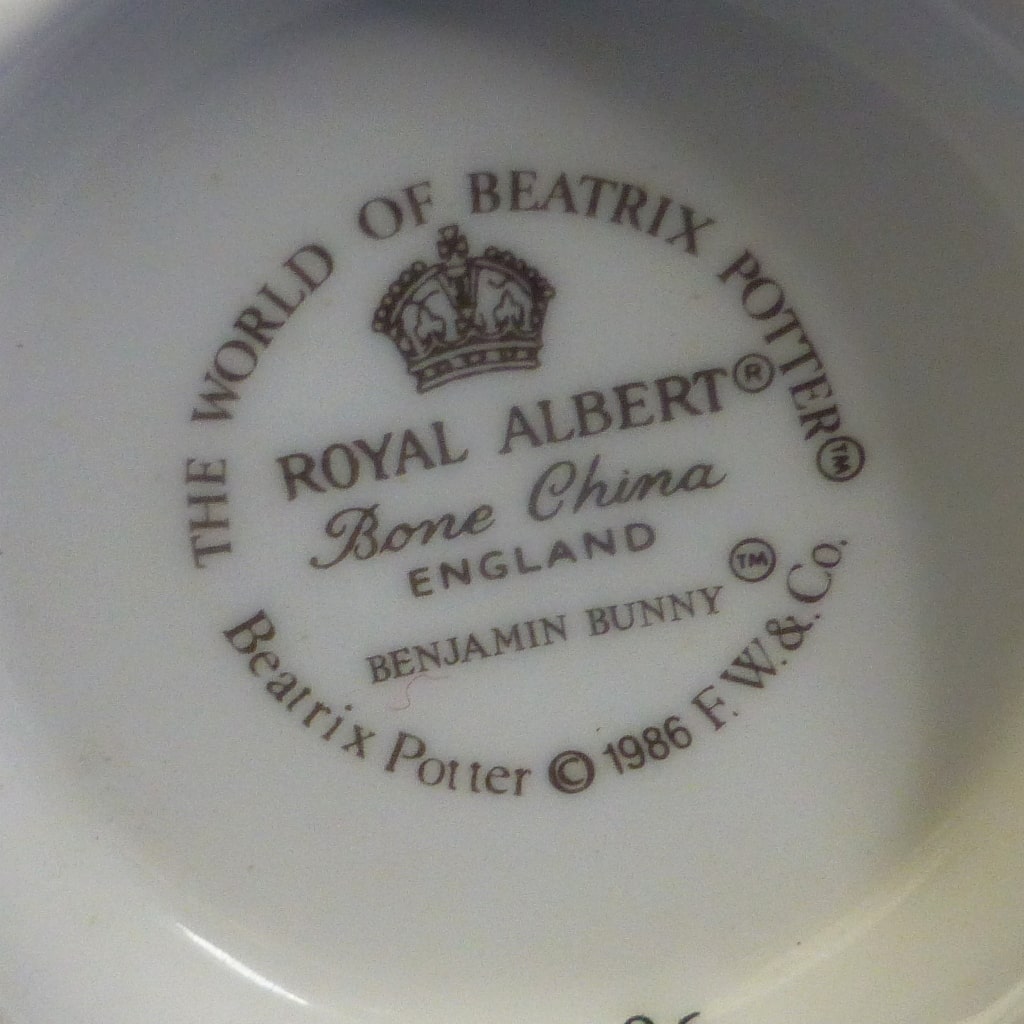 THE WORLD OF BEATRIX POTTER™
ROYAL ALBERT®
Bone China
ENGLAND
BENJAMIN BUNNY™
Beatrix Potter © 1986 F.W.&.Co.